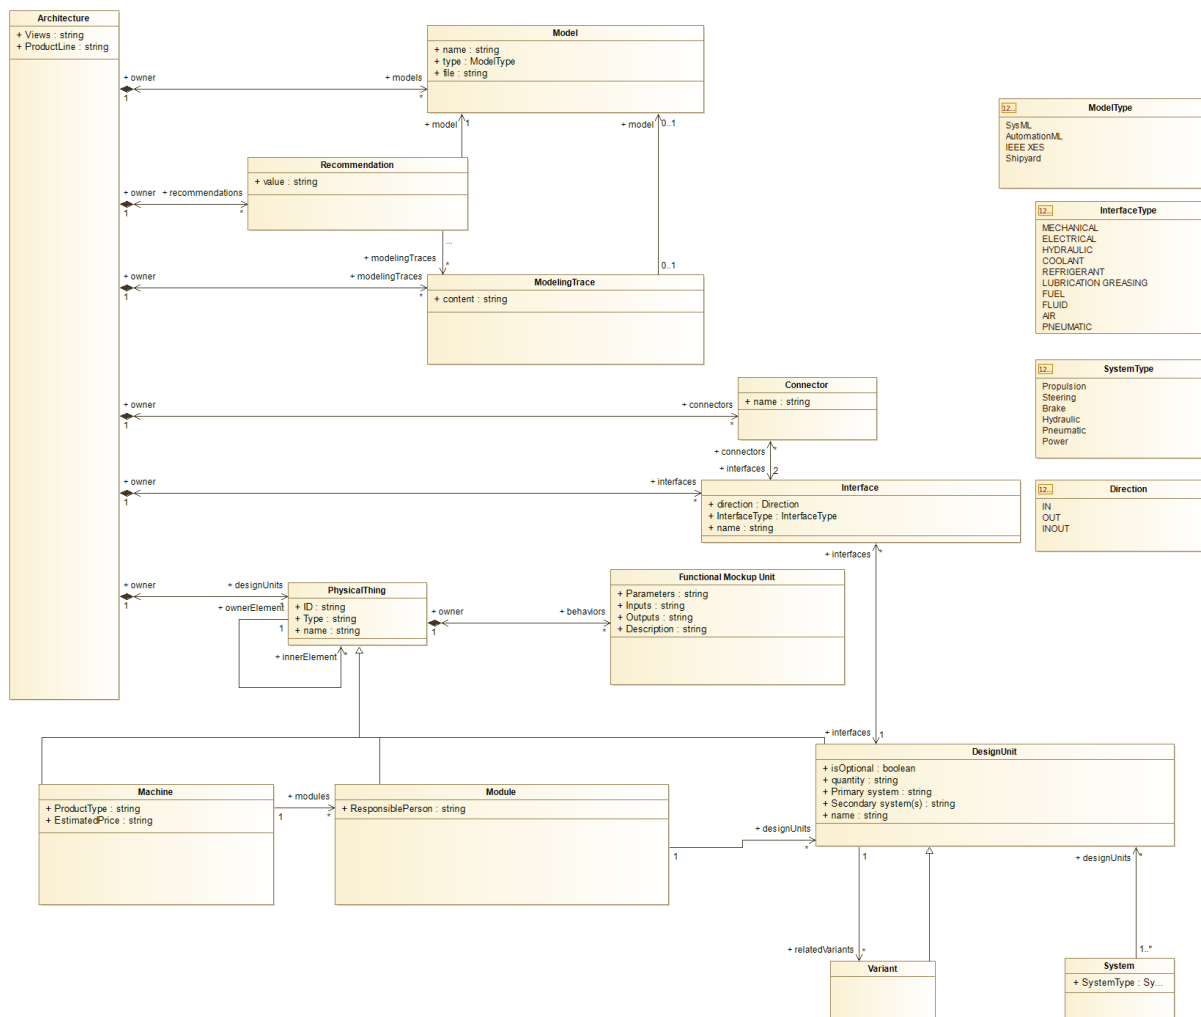 Architecture
+ Views : string
+ ProductLine : string
Model
+ name : string
+ type : ModelType
+ file : string
+ owner
1
+ models
*
+ model
1
+ model
0..1
12...
ModelType
SysML
AutomationML
IEEE XES
Shipyard
Recommendation
+ value : string
+ owner
1
+ recommendations
*
...
+ modelingTraces
*
0..1
12...
InterfaceType
MECHANICAL
ELECTRICAL
HYDRAULIC
COOLANT
REFRIGERANT
LUBRICATION GREASING
FUEL
FLUID
AIR
PNEUMATIC
+ owner
1
+ modelingTraces
*
ModelingTrace
+ content : string
12...
SystemType
Propulsion
Steering
Brake
Hydraulic
Pneumatic
Power
Connector
+ name : string
+ owner
1
+ connectors
*
+ connectors
*
+ interfaces
2
+ owner
1
+ interfaces
*
Interface
+ direction : Direction
+ InterfaceType : InterfaceType
+ name : string
12...
Direction
IN
OUT
INOUT
+ interfaces
*
+ owner
1
+ designUnits
*
+ ownerElement
1
+ innerElement
*
PhysicalThing
+ ID : string
+ Type : string
+ name : string
+ owner
1
+ behaviors
*
Functional Mockup Unit
+ Parameters : string
+ Inputs : string
+ Outputs : string
+ Description : string
+ interfaces
1
DesignUnit
+ isOptional : boolean
+ quantity : string
+ Primary system : string
+ Secondary system(s) : string
+ name : string
Machine
+ ProductType : string
+ EstimatedPrice : string
+ modules
1
*
Module
+ ResponsiblePerson : string
+ designUnits
1
*
1
+ designUnits
*
+ relatedVariants
*
1..*
Variant
System
+ SystemType : Sy...